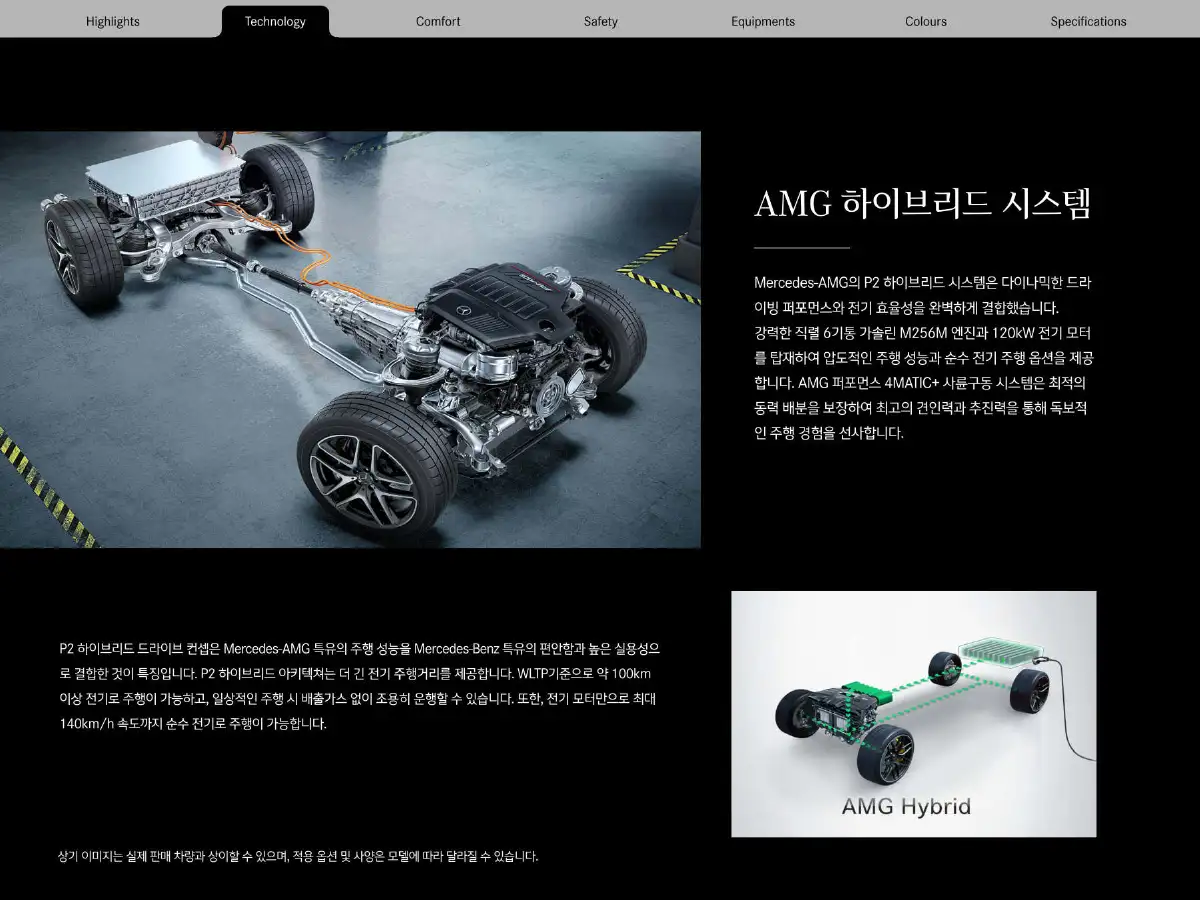 Highlights
Technology
Comfort
Safety
Equipments
Colours
Specifications
AMG 하이브리드 시스템
Mercedes-AMG의 P2 하이브리드 시스템은 다이나믹한 드라
이빙 퍼포먼스와 전기 효율성을 완벽하게 결합했습니다.
강력한 직렬 6기통 가솔린 M256M 엔진과 120kW 전기 모터
를 탑재하여 압도적인 주행 성능과 순수 전기 주행 옵션을 제공
합니다. AMG 퍼포먼스 4MATIC+ 사륜구동 시스템은 최적의
동력 배분을 보장하여 최고의 견인력과 추진력을 통해 독보적
인 주행 경험을 선사합니다.
P2 하이브리드 드라이브 컨셉은 Mercedes-AMG 특유의 주행 성능을 Mercedes-Benz 특유의 편안함과 높은 실용성으
로 결합한 것이 특징입니다. P2 하이브리드 아키텍쳐는 더 긴 전기 주행거리를 제공합니다. WLTP기준으로 약 100km
이상 전기로 주행이 가능하고, 일상적인 주행 시 배출가스 없이 조용히 운행할 수 있습니다. 또한, 전기 모터만으로 최대
140km/h 속도까지 순수 전기로 주행이 가능합니다.
AMG Hybrid
상기 이미지는 실제 판매 차량과 상이할 수 있으며, 적용 옵션 및 사양은 모델에 따라 달라질 수 있습니다.